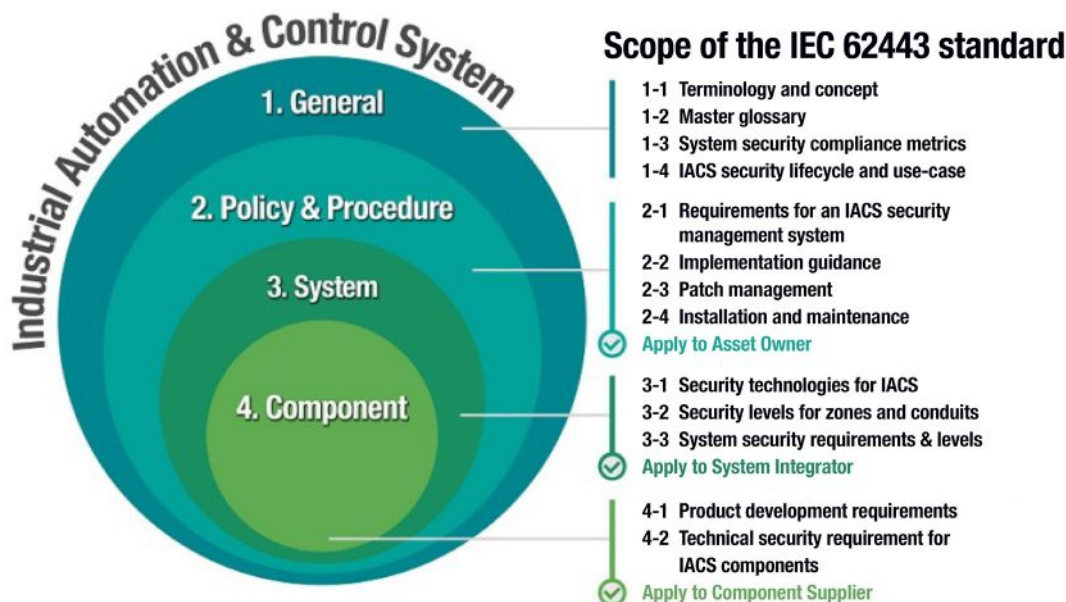 Industrial Automation & Control System
1. General
2. Policy & Procedure
3. System
4. Component
Scope of the IEC 62443 standard
1-1 Terminology and concept
1-2 Master glossary
1-3 System security compliance metrics
1-4 IACS security lifecycle and use-case
2-1 Requirements for an IACS security
management system
2-2 Implementation guidance
2-3 Patch management
2-4 Installation and maintenance
Apply to Asset Owner
3-1 Security technologies for IACS
3-2 Security levels for zones and conduits
3-3 System security requirements & levels
Apply to System Integrator
4-1 Product development requirements
4-2 Technical security requirement for
IACS components
Apply to Component Supplier